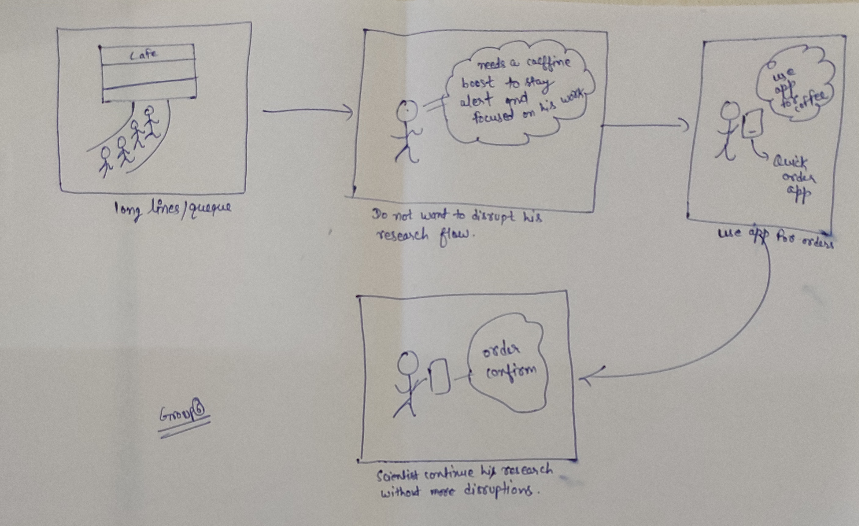 Cafe
long lines/queque
needs a caffine
boost to stay
alert and
focused on his work
Do not want to disrupt his
research flow.
use
app
for
coffee
Quick
order
app
use app for orders
order
confirm
Scientist continue his research
without more disruptions.
Group